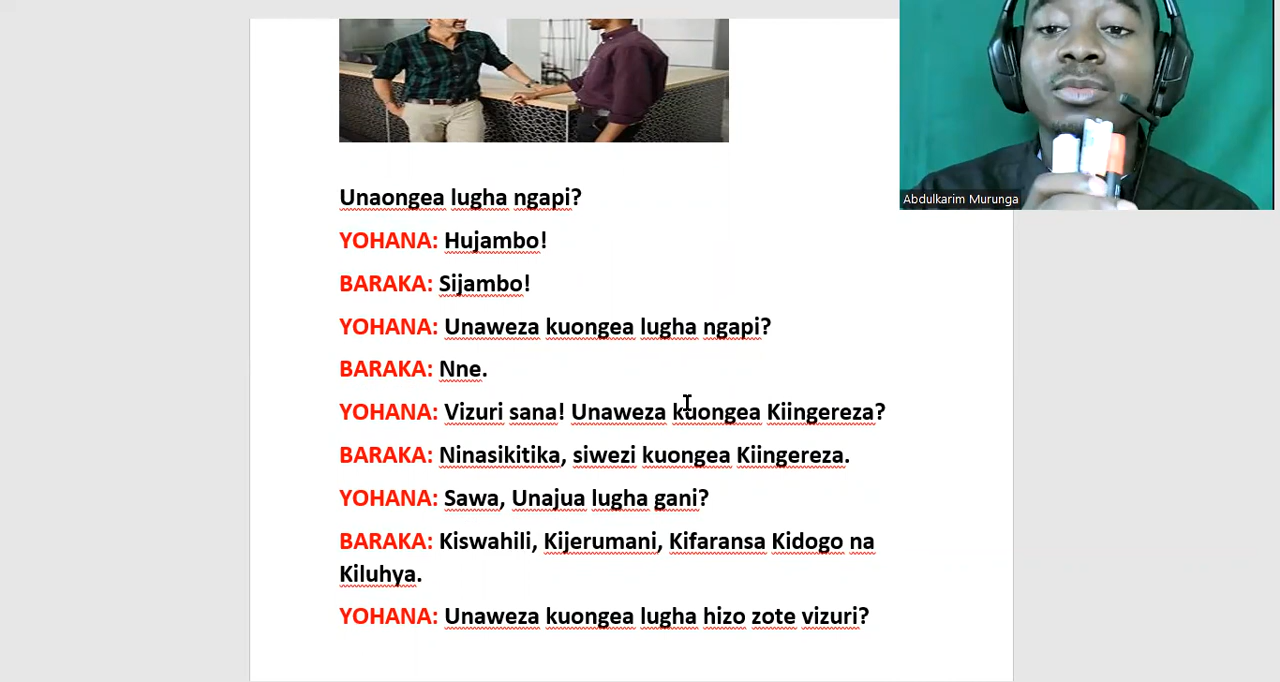 Abdulkarim Murunga
Unaongea lugha ngapi?
YOHANA: Hujambo!
BARAKA: Sijambo!
YOHANA: Unaweza kuongea lugha ngapi?
BARAKA: Nne.
YOHANA: Vizuri sana! Unaweza kuongea Kiingereza?
BARAKA: Ninasikitika, siwezi kuongea Kiingereza.
YOHANA: Sawa, Unajua lugha gani?
BARAKA: Kiswahili, Kijerumani, Kifaransa Kidogo na
Kiluhya.
YOHANA: Unaweza kuongea lugha hizo zote vizuri?